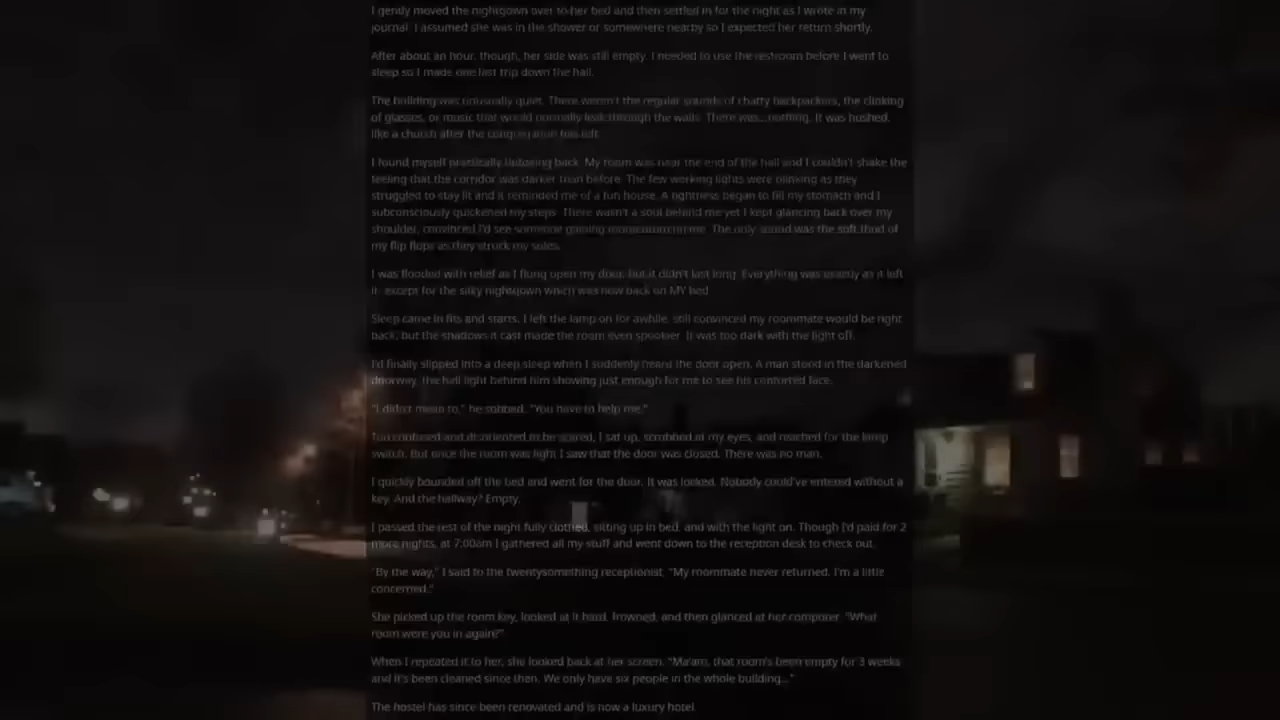 I gently moved the nightgown over to her bed and then settled in for the night as I wrote in my
journal. I assumed she was in the shower or somewhere nearby so I expected her return shortly.
After about an hour, though, her side was still empty. I needed to use the restroom before I went to
sleep so I made one last trip down the hall.
The building was unusually quiet. There weren't the regular sounds of chatty backpackers, the clinking
of glasses, or music that would normally leak through the walls. There was...nothing. It was hushed,
like a church after the congregation has left.
I found myself practically tiptoeing back. My room was near the end of the hall and I couldn't shake the
feeling that the corridor was darker than before. The few working lights were blinking as they
struggled to stay lit and it reminded me of a fun house. A tightness began to fill my stomach and I
subconsciously quickened my steps. There wasn't a soul behind me yet I kept glancing back over my
shoulder, convinced I'd see someone gaining momentum on me. The only sound was the soft thud of
my flip flops as they struck my soles.
I was flooded with relief as I flung open my door, but it didn't last long. Everything was exactly as it left
it- except for the silky nightgown which was now back on MY bed.
Sleep came in fits and starts. I left the lamp on for awhile, still convinced my roommate would be right
back, but the shadows it cast made the room even spookier. It was too dark with the light off.
I'd finally slipped into a deep sleep when I suddenly heard the door open. A man stood in the darkened
doorway, the hall light behind him showing just enough for me to see his contorted face.
"I didn't mean to," he sobbed. "You have to help me."
Too confused and disoriented to be scared, I sat up, scrubbed at my eyes, and reached for the lamp
switch. But once the room was light I saw that the door was closed. There was no man.
I quickly bounded off the bed and went for the door. It was locked. Nobody could've entered without a
key. And the hallway? Empty.
I passed the rest of the night fully clothed, sitting up in bed, and with the light on. Though I'd paid for 2
more nights, at 7:00am I gathered all my stuff and went down to the reception desk to check out.
"By the way," I said to the twentysomething receptionist, "My roommate never returned. I'm a little
concerned."
She picked up the room key, looked at it hard, frowned, and then glanced at her computer. "What
room were you in again?"
When I repeated it to her, she looked back at her screen. "Ma'am, that room's been empty for 3 weeks
and it's been cleaned since then. We only have six people in the whole building..."
The hostel has since been renovated and is now a luxury hotel.